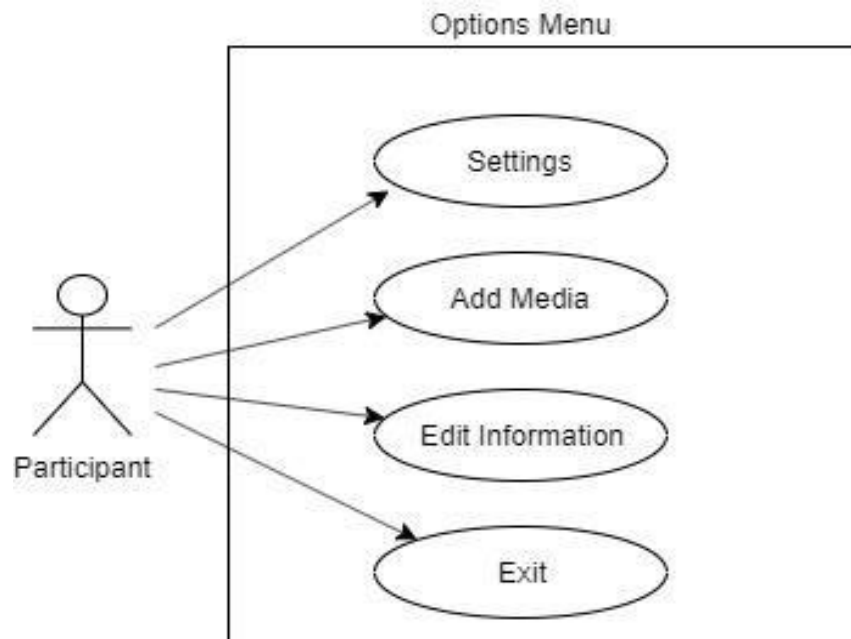 Options Menu
Settings
Add Media
Edit Information
Participant
Exit